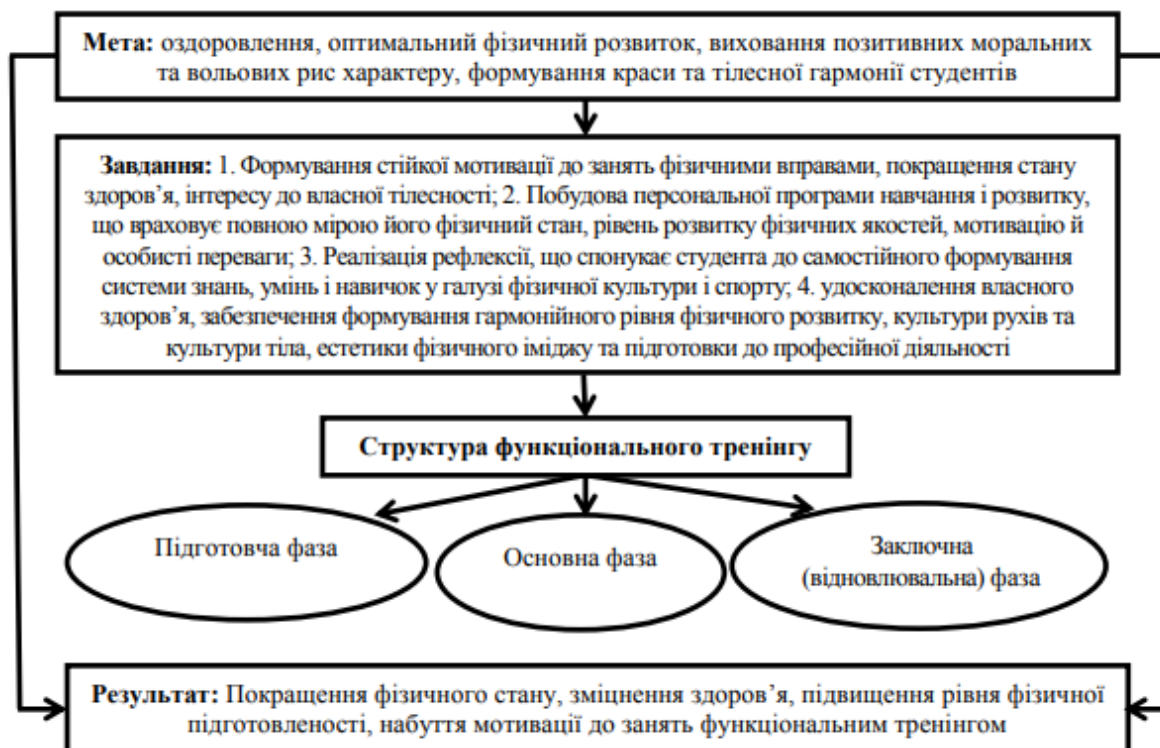 Мета: оздоровлення, оптимальний фізичний розвиток, виховання позитивних моральних
та вольових рис характеру, формування краси та тілесної гармонії студентів
Завдання: 1. Формування стійкої мотивації до занять фізичними вправами, покращення стану
здоров’я, інтересу до власної тілесності; 2. Побудова персональної програми навчання і розвитку,
що враховує повною мірою його фізичний стан, рівень розвитку фізичних якостей, мотивацію й
особисті переваги; 3. Реалізація рефлексії, що спонукає студента до самостійного формування
системи знань, умінь і навичок у галузі фізичної культури і спорту; 4. удосконалення власного
здоров’я, забезпечення формування гармонійного рівня фізичного розвитку, культури рухів та
культури тіла, естетики фізичного іміджу та підготовки до професійної діяльності
Структура функціонального тренінгу
Підготовча фаза
Основна фаза
Заключна
(відновлювальна) фаза
Результат: Покращення фізичного стану, зміцнення здоров’я, підвищення рівня фізичної
підготовленості, набуття мотивації до занять функціональним тренінгом